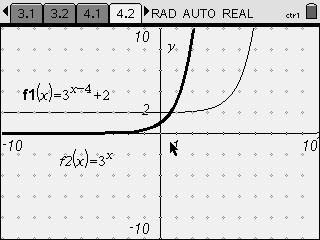 3.1 3.2 4.1 4.2 RAD AUTO REAL
10 y
f1(x)=3^{x-4}+2
2
-10 1 10
f2(x)=3^x
-10